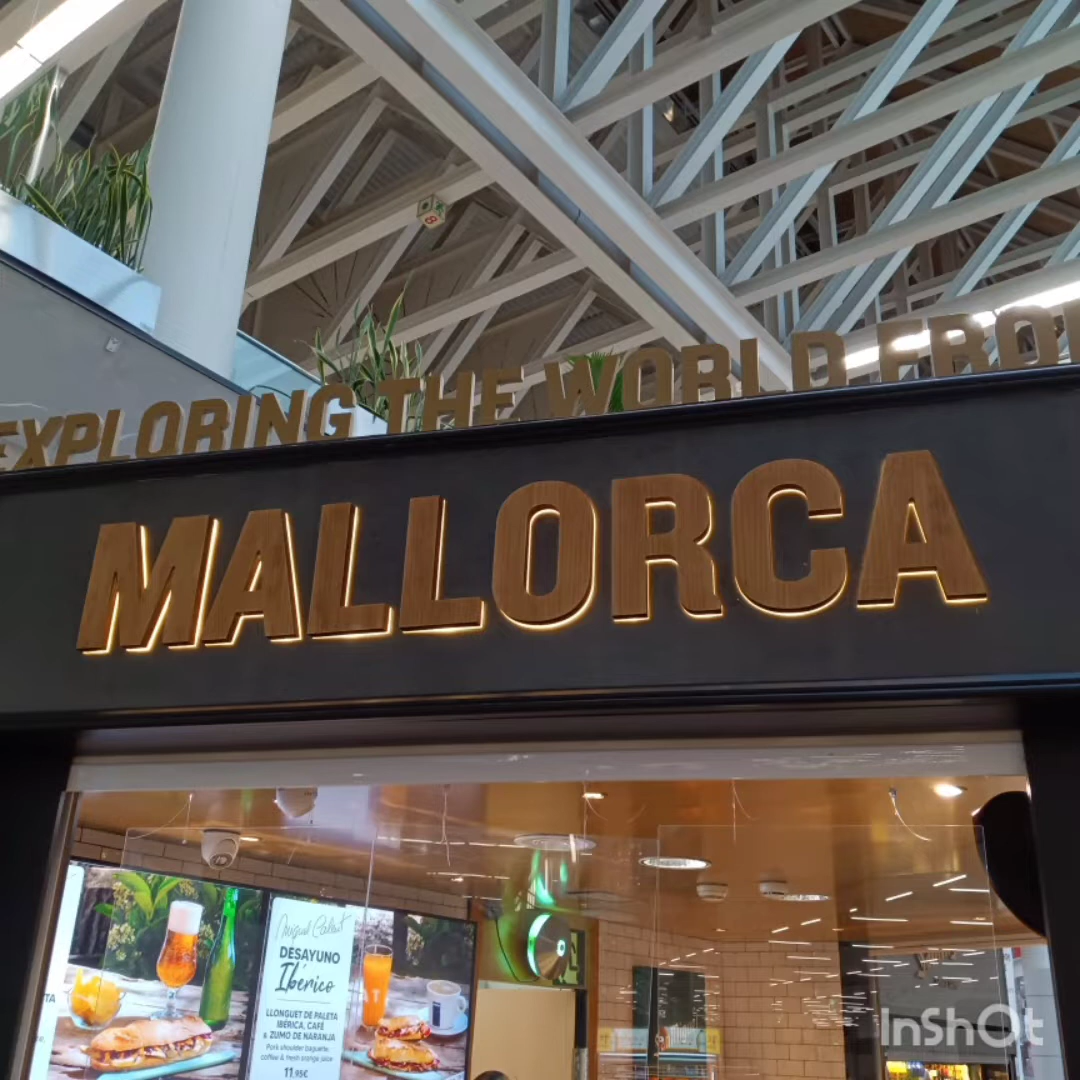 EXPLORING THE WORLD FROM
MALLORCA
Miquel Calent
DESAYUNO
Ibérico
LLONGUET DE PALETA
IBÉRICA, CAFÉ
& ZUMO DE NARANJA
Pork shoulder baguette,
coffee & fresh orange juice
11,95€
InShOt